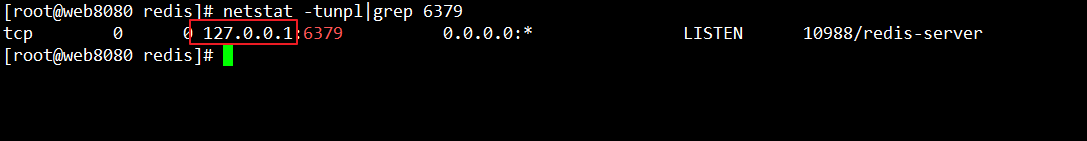 [root@web8080 redis]# netstat -tunpl|grep 6379
tcp        0      0 127.0.0.1:6379          0.0.0.0:*               LISTEN      10988/redis-server
[root@web8080 redis]#